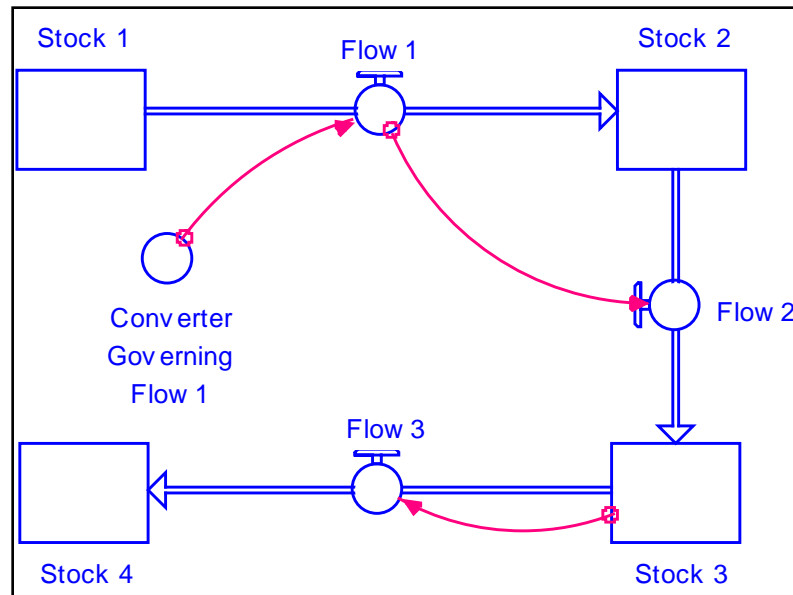 Stock 1
Flow 1
Stock 2
Converter
Governing
Flow 1
Flow 2
Flow 3
Stock 4
Stock 3